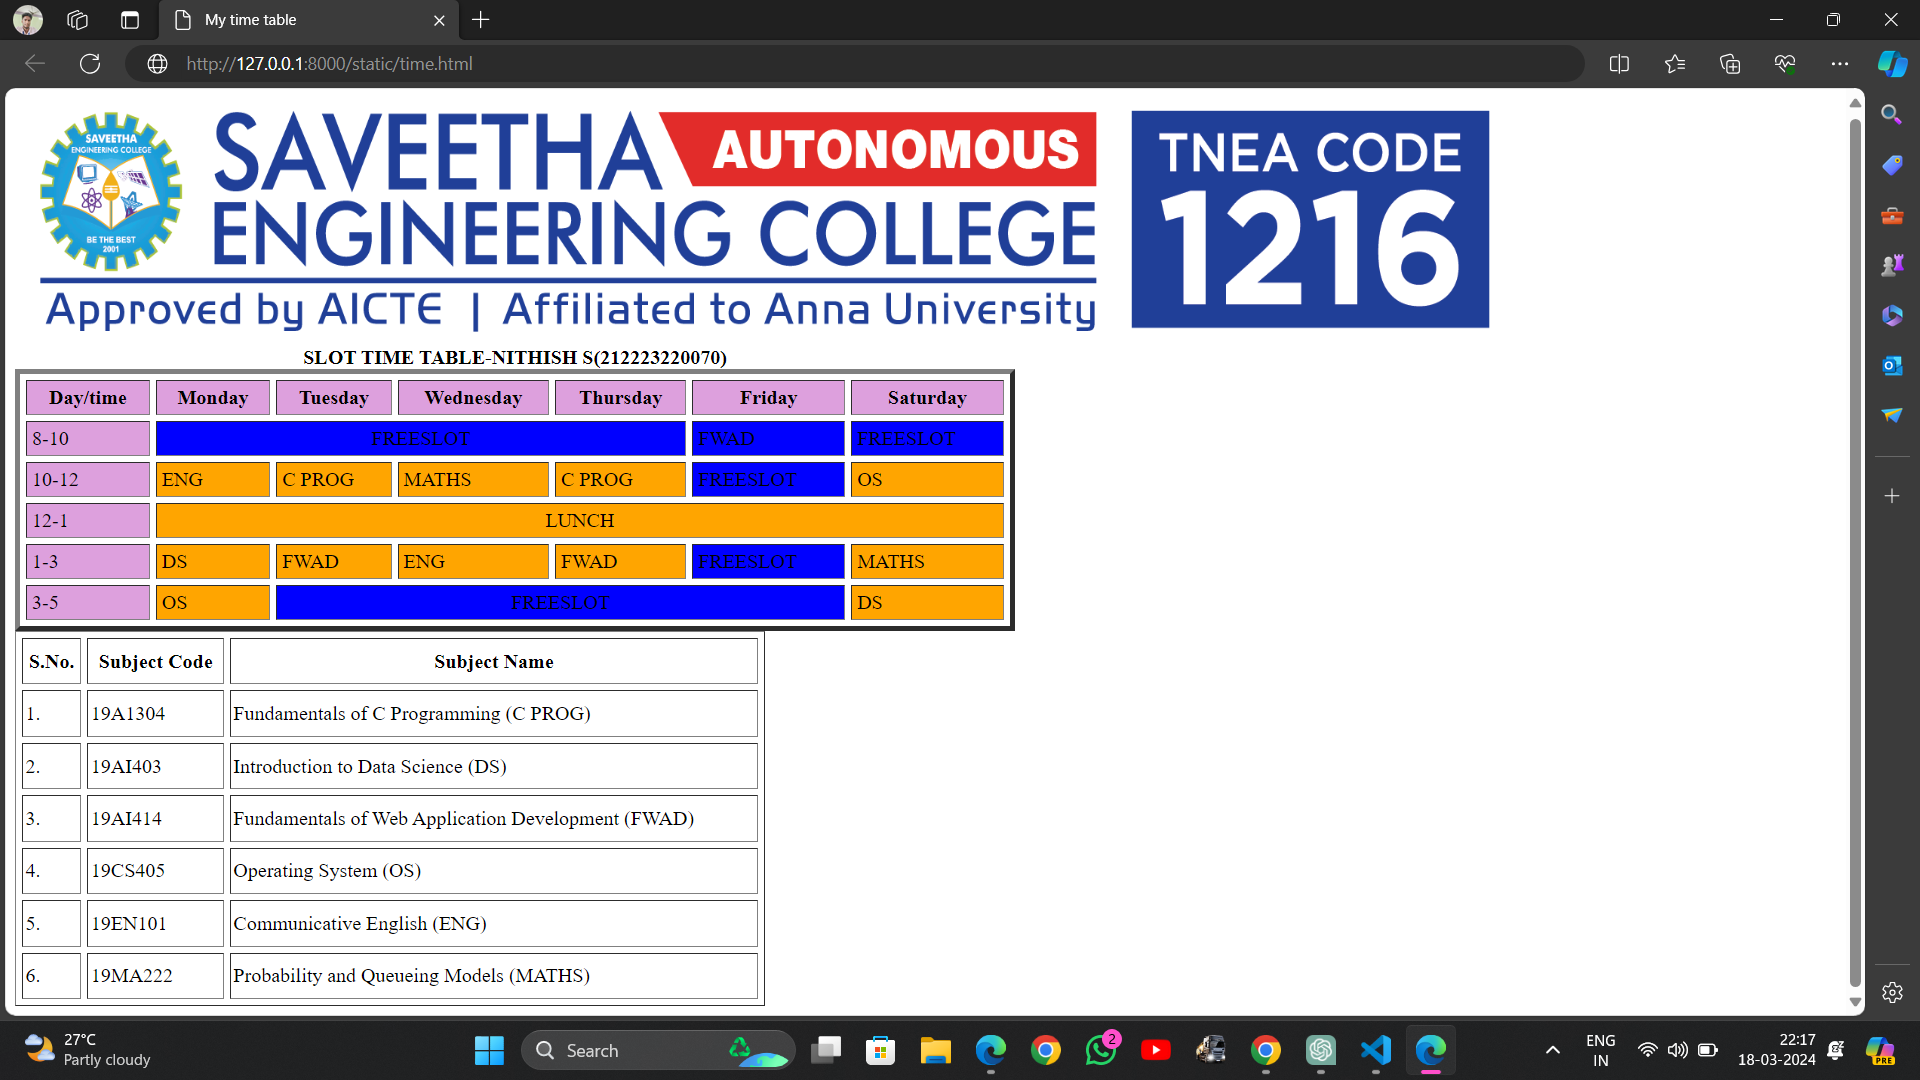 My time table
http://127.0.0.1:8000/static/time.html
SAVEETHA
ENGINEERING COLLEGE
BE THE BEST
2001
SAVEETHA AUTONOMOUS
ENGINEERING COLLEGE
Approved by AICTE | Affiliated to Anna University
TNEA CODE
1216
SLOT TIME TABLE-NITHISH S(212223220070)
Day/time Monday Tuesday Wednesday Thursday Friday Saturday
8-10 FREESLOT FWAD FREESLOT
10-12 ENG C PROG MATHS C PROG FREESLOT OS
12-1 LUNCH
1-3 DS FWAD ENG FWAD FREESLOT MATHS
3-5 OS FREESLOT DS
S.No. Subject Code Subject Name
1. 19A1304 Fundamentals of C Programming (C PROG)
2. 19AI403 Introduction to Data Science (DS)
3. 19AI414 Fundamentals of Web Application Development (FWAD)
4. 19CS405 Operating System (OS)
5. 19EN101 Communicative English (ENG)
6. 19MA222 Probability and Queueing Models (MATHS)
27°C
Partly cloudy
Search
2
ENG
IN
22:17
18-03-2024
PRE